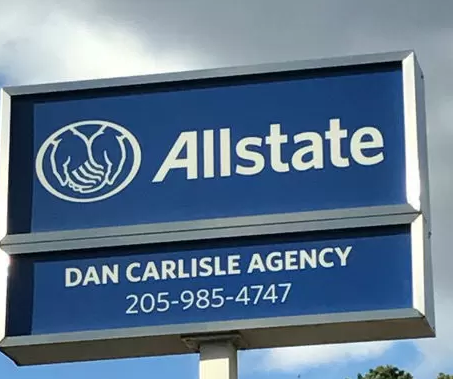 Allstate
DAN CARLISLE AGENCY
205-985-4747